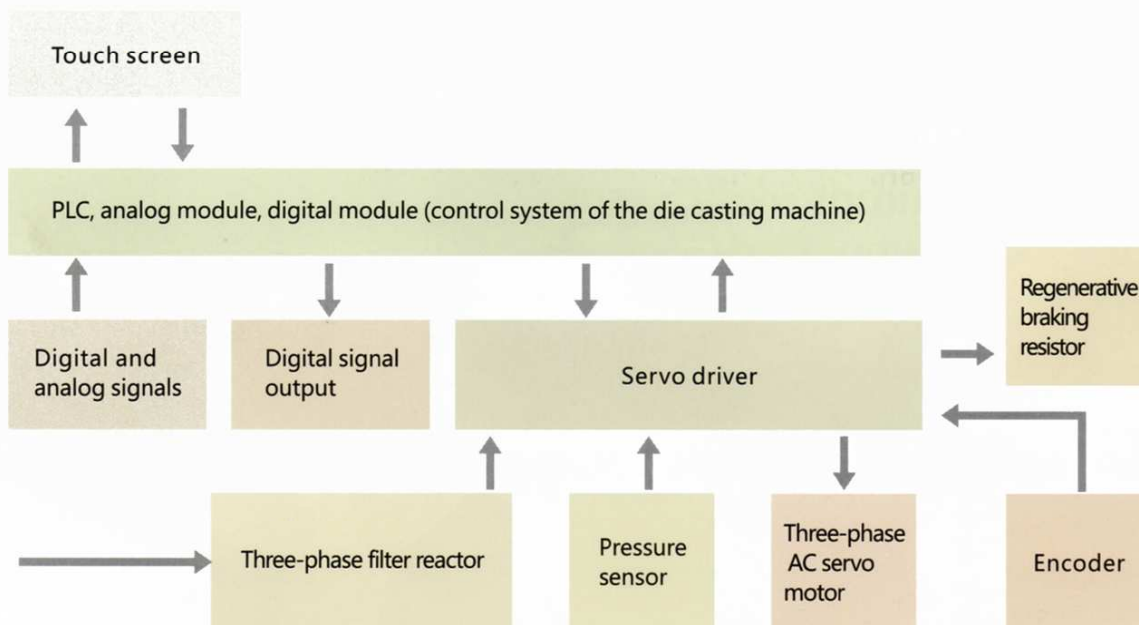 Touch screen
PLC, analog module, digital module (control system of the die casting machine)
Digital and
analog signals
Digital signal
output
Servo driver
Regenerative
braking
resistor
Three-phase filter reactor
Pressure
sensor
Three-phase
AC servo
motor
Encoder